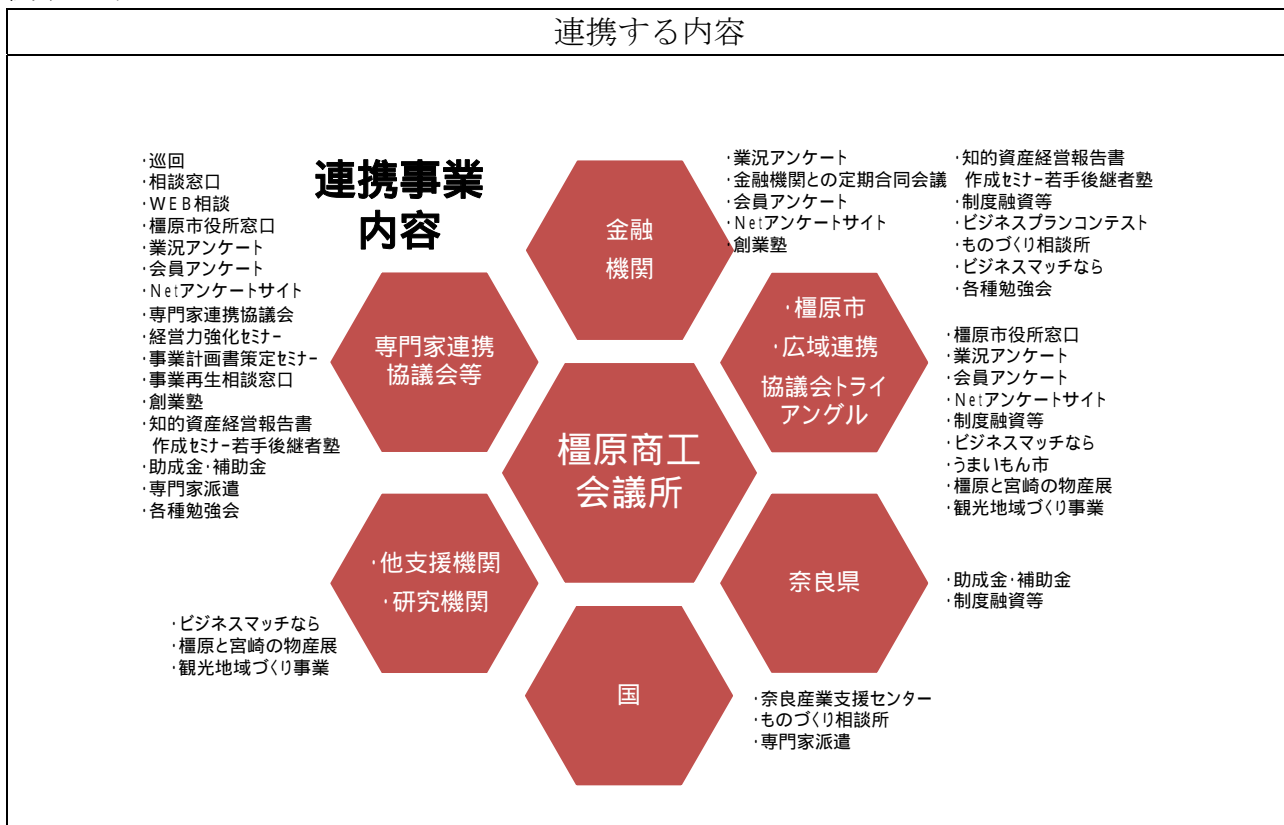 連携する内容
連携事業
内容
・巡回
・相談窓口
・WEB相談
・橿原市役所窓口
・業況アンケート
・会員アンケート
・Netアンケートサイト
・専門家連携協議会
・経営力強化セミナー
・事業計画書策定セミナー
・事業再生相談窓口
・創業塾
・知的資産経営報告書
作成セミナー若手後継者塾
・助成金・補助金
・専門家派遣
・各種勉強会
金融
機関
・業況アンケート
・金融機関との定期合同会議
・会員アンケート
・Netアンケートサイト
・創業塾
・知的資産経営報告書
作成セミナー若手後継者塾
・制度融資等
・ビジネスプランコンテスト
・ものづくり相談所
・ビジネスマッチなら
・各種勉強会
専門家連携
協議会等
・橿原市
・広域連携
協議会トライ
アングル
・橿原市役所窓口
・業況アンケート
・会員アンケート
・Netアンケートサイト
・制度融資等
・ビジネスマッチなら
・うまいもん市
・橿原と宮崎の物産展
・観光地域づくり事業
橿原商工
会議所
・他支援機関
・研究機関
・ビジネスマッチなら
・橿原と宮崎の物産展
・観光地域づくり事業
奈良県
・助成金・補助金
・制度融資等
国
・奈良産業支援センター
・ものづくり相談所
・専門家派遣